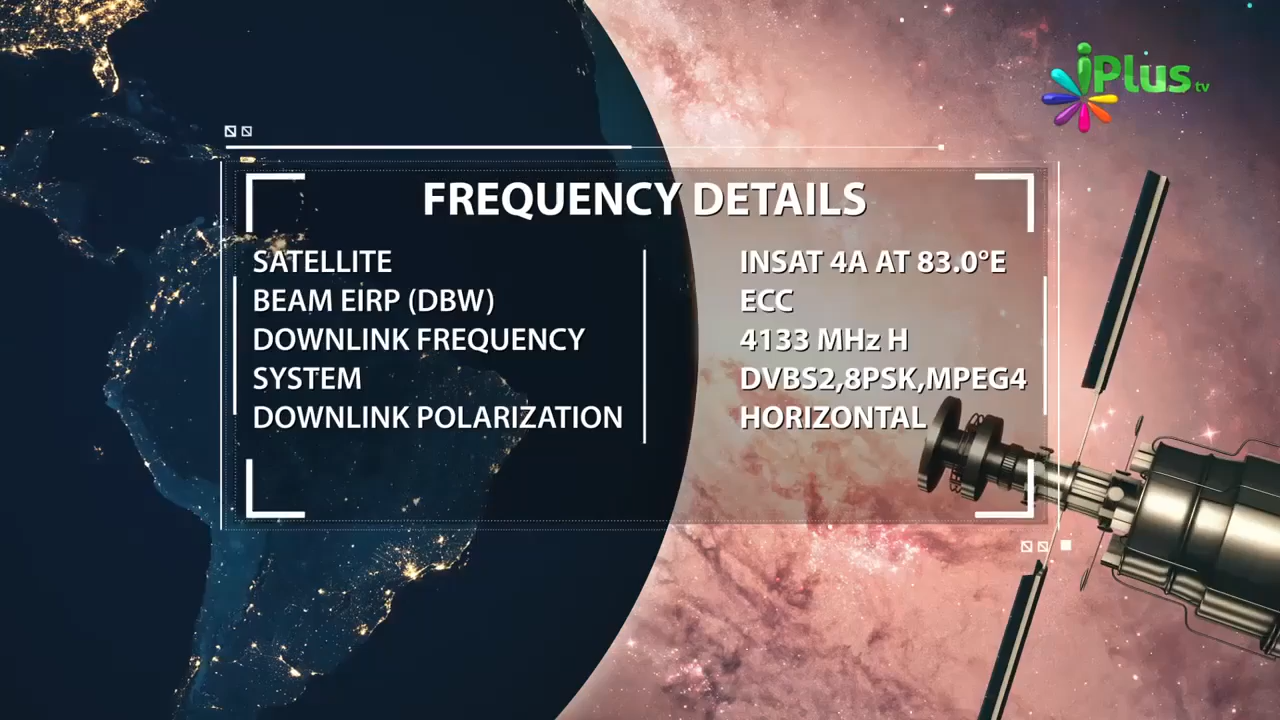 iPlus tv
FREQUENCY DETAILS
SATELLITE INSAT 4A AT 83.0°E
BEAM EIRP (DBW) ECC
DOWNLINK FREQUENCY 4133 MHz H
SYSTEM DVBS2,8PSK,MPEG4
DOWNLINK POLARIZATION HORIZONTAL